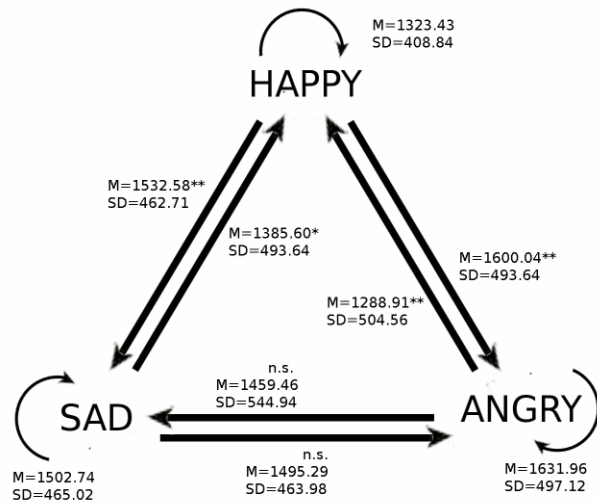 M=1323.43
SD=408.84
HAPPY
M=1532.58**
SD=462.71
M=1385.60*
SD=493.64
M=1600.04**
SD=493.64
M=1288.91**
SD=504.56
n.s.
M=1459.46
SD=544.94
SAD
ANGRY
n.s.
M=1495.29
SD=463.98
M=1502.74
SD=465.02
M=1631.96
SD=497.12